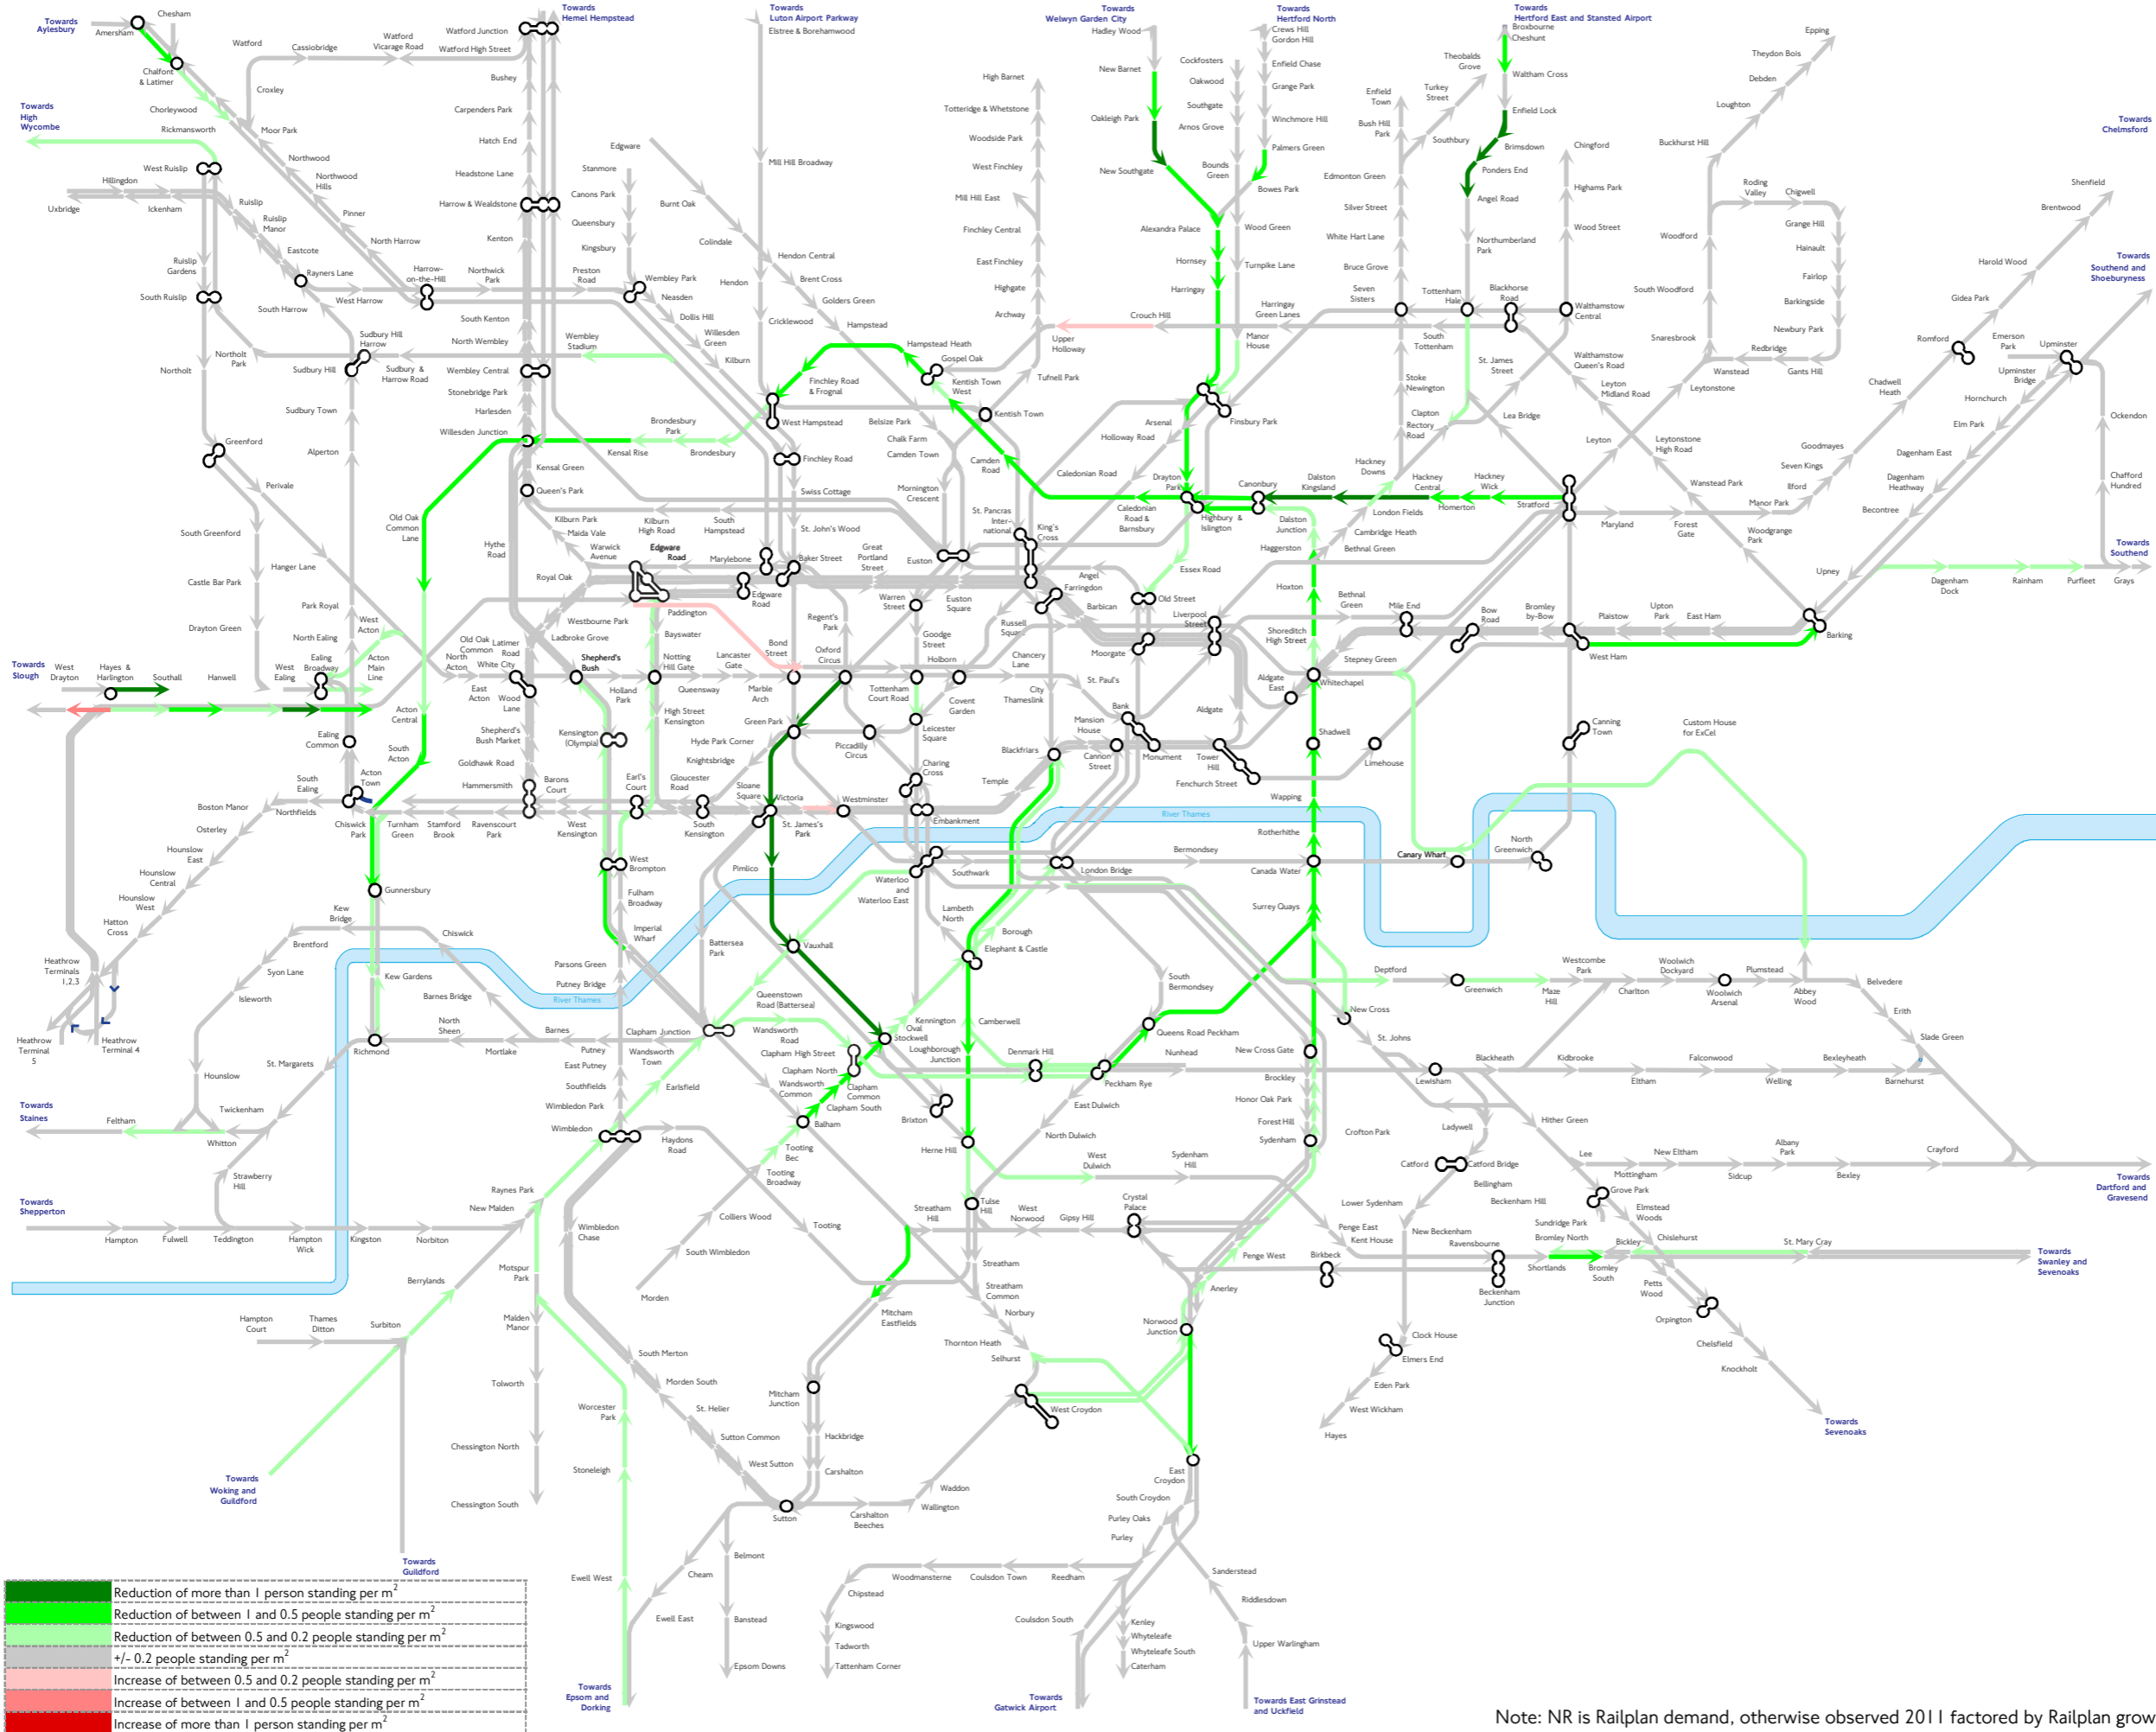 Towards
Aylesbury
Amersham
Chesham
Chalfont
& Latimer
Chorleywood
Rickmansworth
Towards
High
Wycombe
Watford
Cassiobridge
Watford
Vicarage Road
Watford Junction
Watford High Street
Towards
Hemel Hempstead
Croxley
Moor Park
Northwood
Northwood
Hills
Pinner
North Harrow
Harrow-
on-the-Hill
Northwick
Park
Preston
Road
Bushey
Carpenders Park
Hatch End
Headstone Lane
Harrow & Wealdstone
Kenton
South Kenton
North Wembley
Wembley Central
Stonebridge Park
Harlesden
Willesden Junction
Kensal Green
Queen's Park
Kilburn Park
Maida Vale
Warwick
Avenue
Royal Oak
West Ruislip
Hillingdon
Uxbridge
Ickenham
Ruislip
Ruislip
Manor
Eastcote
Rayners Lane
West Harrow
Ruislip
Gardens
South Ruislip
South Harrow
Northolt
Park
Northolt
Sudbury Hill
Harrow
Sudbury Hill
Sudbury &
Harrow Road
Sudbury Town
Alperton
Greenford
Perivale
South Greenford
Hanger Lane
Castle Bar Park
Park Royal
Drayton Green
North Ealing
West
Acton
Towards
Luton Airport Parkway
Elstree & Borehamwood
Mill Hill Broadway
Edgware
Burnt Oak
Colindale
Hendon Central
Hendon
Brent Cross
Golders Green
Hampstead
Cricklewood
Stanmore
Canons Park
Queensbury
Kingsbury
Wembley Park
Neasden
Dollis Hill
Willesden
Green
Kilburn
Wembley
Stadium
Finchley Road
& Frognal
West Hampstead
Finchley Road
Swiss Cottage
St. John's Wood
Brondesbury
Park
Brondesbury
Kensal Rise
Kilburn
High Road
South
Hampstead
Hampstead Heath
Gospel Oak
Kentish Town
West
Kentish Town
Belsize Park
Chalk Farm
Camden Town
Camden
Road
Mornington
Crescent
Euston
High Barnet
Totteridge & Whetstone
Woodside Park
West Finchley
Mill Hill East
Finchley Central
East Finchley
Highgate
Archway
Upper
Holloway
Tufnell Park
Crouch Hill
Towards
Welwyn Garden City
Hadley Wood
New Barnet
Oakleigh Park
New Southgate
Alexandra Palace
Hornsey
Harringay
Cockfosters
Oakwood
Southgate
Arnos Grove
Bounds
Green
Wood Green
Turnpike Lane
Manor
House
Finsbury Park
Arsenal
Holloway Road
Caledonian Road
Towards
Hertford North
Crews Hill
Gordon Hill
Enfield Chase
Grange Park
Winchmore Hill
Palmers Green
Bowes Park
Harringay
Green Lanes
Enfield
Town
Bush Hill
Park
Edmonton Green
Silver Street
White Hart Lane
Bruce Grove
Seven
Sisters
Stoke
Newington
Clapton
Rectory
Road
Hackney
Downs
Theobalds
Grove
Turkey
Street
Southbury
Towards
Hertford East and Stansted Airport
Broxbourne
Cheshunt
Waltham Cross
Enfield Lock
Brimsdown
Ponders End
Angel Road
Northumberland
Park
Tottenham
Hale
South
Tottenham
Blackhorse
Road
Chingford
Highams Park
Wood Street
Walthamstow
Central
St. James
Street
Walthamstow
Queen's Road
Leyton
Midland Road
Lea Bridge
Leytonstone
High Road
Leyton
Leytonstone
Wanstead Park
Woodgrange
Park
Epping
Theydon Bois
Debden
Loughton
Buckhurst Hill
Roding
Valley
Chigwell
Grange Hill
Hainault
Fairlop
Barkingside
Newbury Park
Gants Hill
Redbridge
Wanstead
Woodford
South Woodford
Snaresbrook
Towards
Chelmsford
Shenfield
Brentwood
Harold Wood
Gidea Park
Romford
Chadwell
Heath
Goodmayes
Seven Kings
Ilford
Manor Park
Forest
Gate
Maryland
Stratford
Towards
Southend and
Shoeburyness
Emerson
Park
Upminster
Upminster
Bridge
Hornchurch
Elm Park
Dagenham East
Dagenham
Heathway
Becontree
Upney
Barking
Ockendon
Chafford
Hundred
Towards
Southend
Grays
Purfleet
Rainham
Dagenham
Dock
Drayton
Park
Highbury &
Islington
Canonbury
Caledonian
Road &
Barnsbury
Dalston
Kingsland
Dalston
Junction
Hackney
Central
Hackney
Wick
Homerton
London Fields
Cambridge Heath
Bethnal Green
Haggerston
Hoxton
Shoreditch
High Street
Essex Road
Old Street
Angel
St. Pancras
Inter-
national
King's
Cross
Farringdon
Barbican
Moorgate
Liverpool
Street
Bethnal
Green
Mile End
Bow
Road
Bromley
by-Bow
Plaistow
Upton
Park
East Ham
West Ham
Stepney Green
Whitechapel
Aldgate
East
Aldgate
Old Oak
Common
Lane
Hythe
Road
Edgware
Road
Marylebone
Baker Street
Great
Portland
Street
Edgware
Road
Paddington
Warren
Street
Euston
Square
Regent's
Park
Russell
Square
Goodge
Street
Westbourne Park
Ladbroke Grove
Latimer
Road
Bayswater
Bond
Street
Oxford
Circus
Holborn
Chancery
Lane
City
Thameslink
St. Paul's
Bank
Mansion
House
Cannon
Street
Monument
Tower
Hill
Fenchurch Street
Blackfriars
Temple
Towards
Slough
West
Drayton
Hayes &
Harlington
Southall
Hanwell
West
Ealing
Ealing
Broadway
Acton
Main
Line
Acton
Central
South
Acton
Old Oak
Common
North
Acton
East
Acton
White City
Wood
Lane
Shepherd's
Bush
Holland
Park
Notting
Hill Gate
Queensway
Lancaster
Gate
Marble
Arch
Tottenham
Court Road
Covent
Garden
Leicester
Square
Piccadilly
Circus
Charing
Cross
Embankment
Green Park
Hyde Park Corner
Knightsbridge
High Street
Kensington
Kensington
(Olympia)
Shepherd's
Bush Market
Goldhawk Road
Hammersmith
Barons
Court
Earl's
Court
Gloucester
Road
South
Kensington
Sloane
Square
Victoria
St. James's
Park
Westminster
Ealing
Common
Acton
Town
South
Ealing
Northfields
Boston Manor
Osterley
Hounslow
East
Hounslow
Central
Hounslow
West
Hatton
Cross
Heathrow
Terminals
1,2,3
Heathrow
Terminal
5
Heathrow
Terminal 4
Chiswick
Park
Turnham
Green
Stamford
Brook
Ravenscourt
Park
West
Kensington
Gunnersbury
Kew Gardens
Richmond
Kew
Bridge
Brentford
Syon Lane
Isleworth
Hounslow
Chiswick
Barnes Bridge
Barnes
North
Sheen
Mortlake
Putney
Wandsworth
Town
Clapham Junction
West
Brompton
Fulham
Broadway
Imperial
Wharf
Parsons Green
Putney Bridge
East Putney
Southfields
Wimbledon Park
Wimbledon
Pimlico
Vauxhall
Battersea
Park
Queenstown
Road (Battersea)
Wandsworth
Road
Clapham High Street
Clapham North
Clapham
Common
Clapham South
Balham
Wandsworth
Common
Tooting
Bec
Tooting
Broadway
Colliers Wood
South Wimbledon
Morden
Stockwell
Oval
Kennington
Brixton
Waterloo
and
Waterloo East
Southwark
Lambeth
North
Elephant & Castle
Borough
London Bridge
Bermondsey
Canada Water
Canary Wharf
North
Greenwich
Canning
Town
Custom House
for ExCel
Limehouse
Shadwell
Wapping
Rotherhithe
River Thames
River Thames
Surrey Quays
Deptford
Greenwich
Maze
Hill
Westcombe
Park
Charlton
Woolwich
Dockyard
Woolwich
Arsenal
Plumstead
Abbey
Wood
Belvedere
Erith
Slade Green
South
Bermondsey
Queens Road Peckham
Camberwell
Loughborough
Junction
Denmark Hill
Peckham Rye
Nunhead
New Cross Gate
New Cross
St. Johns
Lewisham
Blackheath
Kidbrooke
Eltham
Falconwood
Welling
Bexleyheath
Barnehurst
Brockley
Honor Oak Park
Forest Hill
Sydenham
Crofton Park
Catford
Catford Bridge
Ladywell
Hither Green
Lee
Mottingham
New Eltham
Sidcup
Albany
Park
Bexley
Crayford
Towards
Dartford and
Gravesend
Bellingham
Beckenham Hill
Lower Sydenham
Grove Park
Elmstead
Woods
Sundridge Park
Bromley North
Chislehurst
Bickley
St. Mary Cray
Petts
Wood
Orpington
Chelsfield
Knockholt
Towards
Sevenoaks
Towards
Swanley and
Sevenoaks
Shortlands
Bromley
South
Ravensbourne
Beckenham
Junction
New Beckenham
Penge East
Kent House
Birkbeck
Clock House
Elmers End
Eden Park
West Wickham
Hayes
East Dulwich
North Dulwich
Herne Hill
West
Dulwich
Sydenham
Hill
Tulse
Hill
Streatham
Hill
West
Norwood
Gipsy Hill
Crystal
Palace
Penge West
Anerley
Norwood
Junction
Streatham
Streatham
Common
Norbury
Thornton Heath
Selhurst
West Croydon
East
Croydon
South Croydon
Purley Oaks
Purley
Earlsfield
Haydons
Road
Tooting
Wimbledon
Chase
South Merton
Morden South
St. Helier
Sutton Common
West Sutton
Sutton
Mitcham
Eastfields
Mitcham
Junction
Hackbridge
Carshalton
Carshalton
Beeches
Wallington
Waddon
Belmont
Banstead
Epsom Downs
Cheam
Ewell East
Ewell West
Stoneleigh
Worcester
Park
Towards
Epsom and
Dorking
Raynes Park
New Malden
Motspur
Park
Malden
Manor
Tolworth
Chessington North
Chessington South
Berrylands
Surbiton
Thames
Ditton
Hampton
Court
Towards
Woking and
Guildford
Towards
Guildford
St. Margarets
Twickenham
Whitton
Feltham
Towards
Staines
Strawberry
Hill
Towards
Shepperton
Hampton
Fulwell
Teddington
Hampton
Wick
Kingston
Norbiton
Woodmansterne
Coulsdon Town
Reedham
Chipstead
Kingswood
Tadworth
Tattenham Corner
Coulsdon South
Kenley
Whyteleafe
Whyteleafe South
Caterham
Sanderstead
Riddlesdown
Upper Warlingham
Towards
Gatwick Airport
Towards East Grinstead
and Uckfield
Reduction of more than 1 person standing per m2
Reduction of between 1 and 0.5 people standing per m2
Reduction of between 0.5 and 0.2 people standing per m2
+/- 0.2 people standing per m2
Increase of between 0.5 and 0.2 people standing per m2
Increase of between 1 and 0.5 people standing per m2
Increase of more than 1 person standing per m2
Note: NR is Railplan demand, otherwise observed 2011 factored by Railplan grow